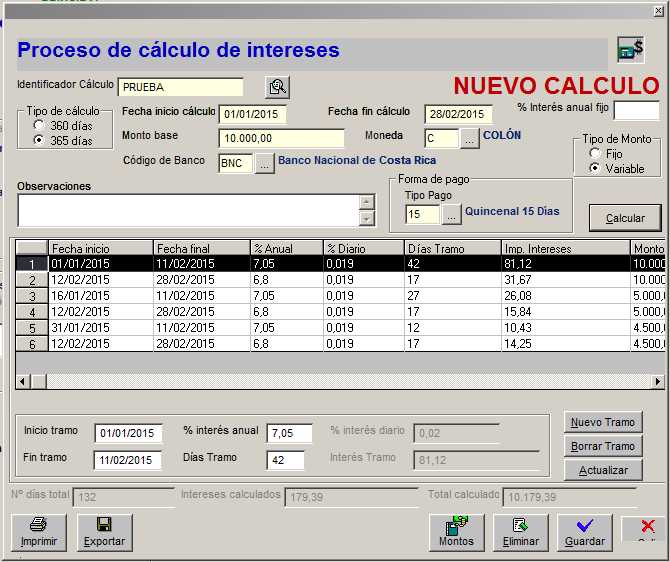 Proceso de cálculo de intereses
Identificador Cálculo PRUEBA
NUEVO CALCULO
Tipo de cálculo
360 días
365 días
Fecha inicio cálculo 01/01/2015 Fecha fin cálculo 28/02/2015 % Interés anual fijo
Monto base 10.000,00 Moneda C ... COLÓN
Código de Banco BNC ... Banco Nacional de Costa Rica
Tipo de Monto
Fijo
Variable
Observaciones
Forma de pago
Tipo Pago
15 ... Quincenal 15 Días
Calcular
Fecha inicio Fecha final % Anual % Diario Días Tramo Imp. Intereses Monto
1 01/01/2015 11/02/2015 7,05 0,019 42 81,12 10.000
2 12/02/2015 28/02/2015 6,8 0,019 17 31,67 10.000
3 16/01/2015 11/02/2015 7,05 0,019 27 26,08 5.000,
4 12/02/2015 28/02/2015 6,8 0,019 17 15,84 5.000,
5 31/01/2015 11/02/2015 7,05 0,019 12 10,43 4.500,
6 12/02/2015 28/02/2015 6,8 0,019 17 14,25 4.500,
Inicio tramo 01/01/2015 % interés anual 7,05 % interés diario 0,02
Fin tramo 11/02/2015 Días Tramo 42 Interés Tramo 81,12
Nuevo Tramo
Borrar Tramo
Actualizar
Nº días total 132 Intereses calculados 179,39 Total calculado 10.179,39
Imprimir Exportar Montos Eliminar Guardar